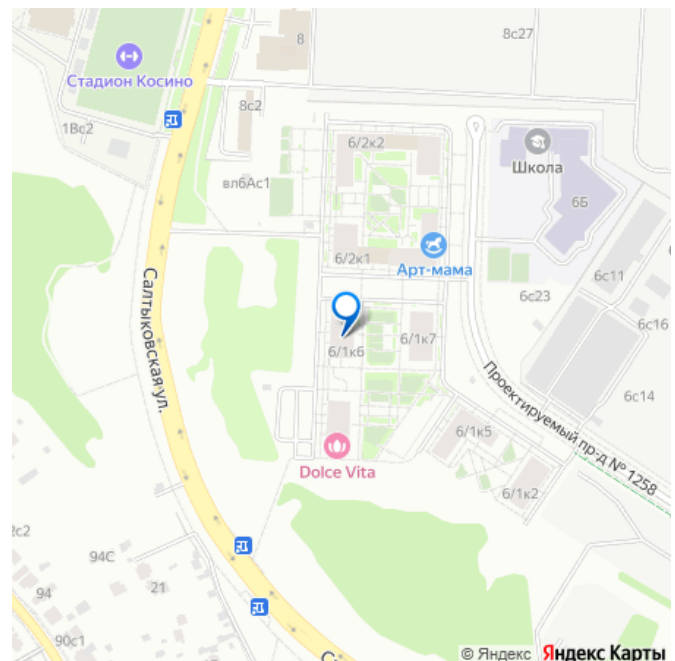 8с27
8
Стадион Косино
8с2
1Вс2
6/2к2
Школа
вл6Ас1
6Б
6/2к1
Арт-мама
6с11
6с23
6с16
Салтыковская ул.
6/1к6
6/1к7
6с14
Проектируемый пр-д № 1258
6/1к5
Dolce Vita
6/1к2
94С
94
21
90с1
© Яндекс Яндекс Карты